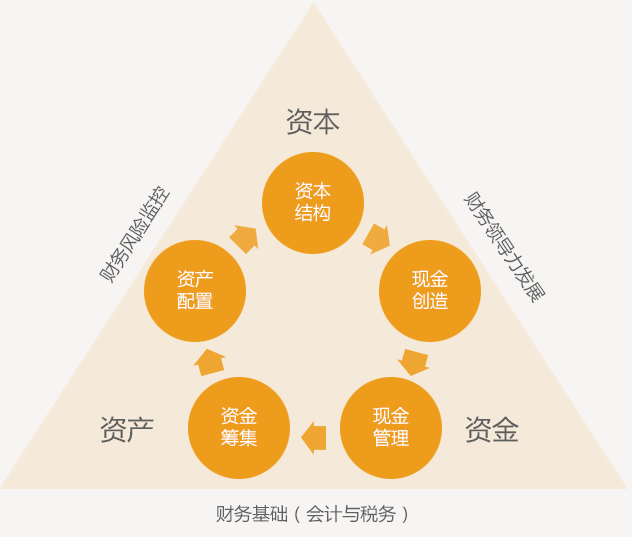 资本
资本
结构
财务风险监控
财务领导力发展
资产
配置
现金
创造
资金
筹集
现金
管理
资产
资金
财务基础（会计与税务）